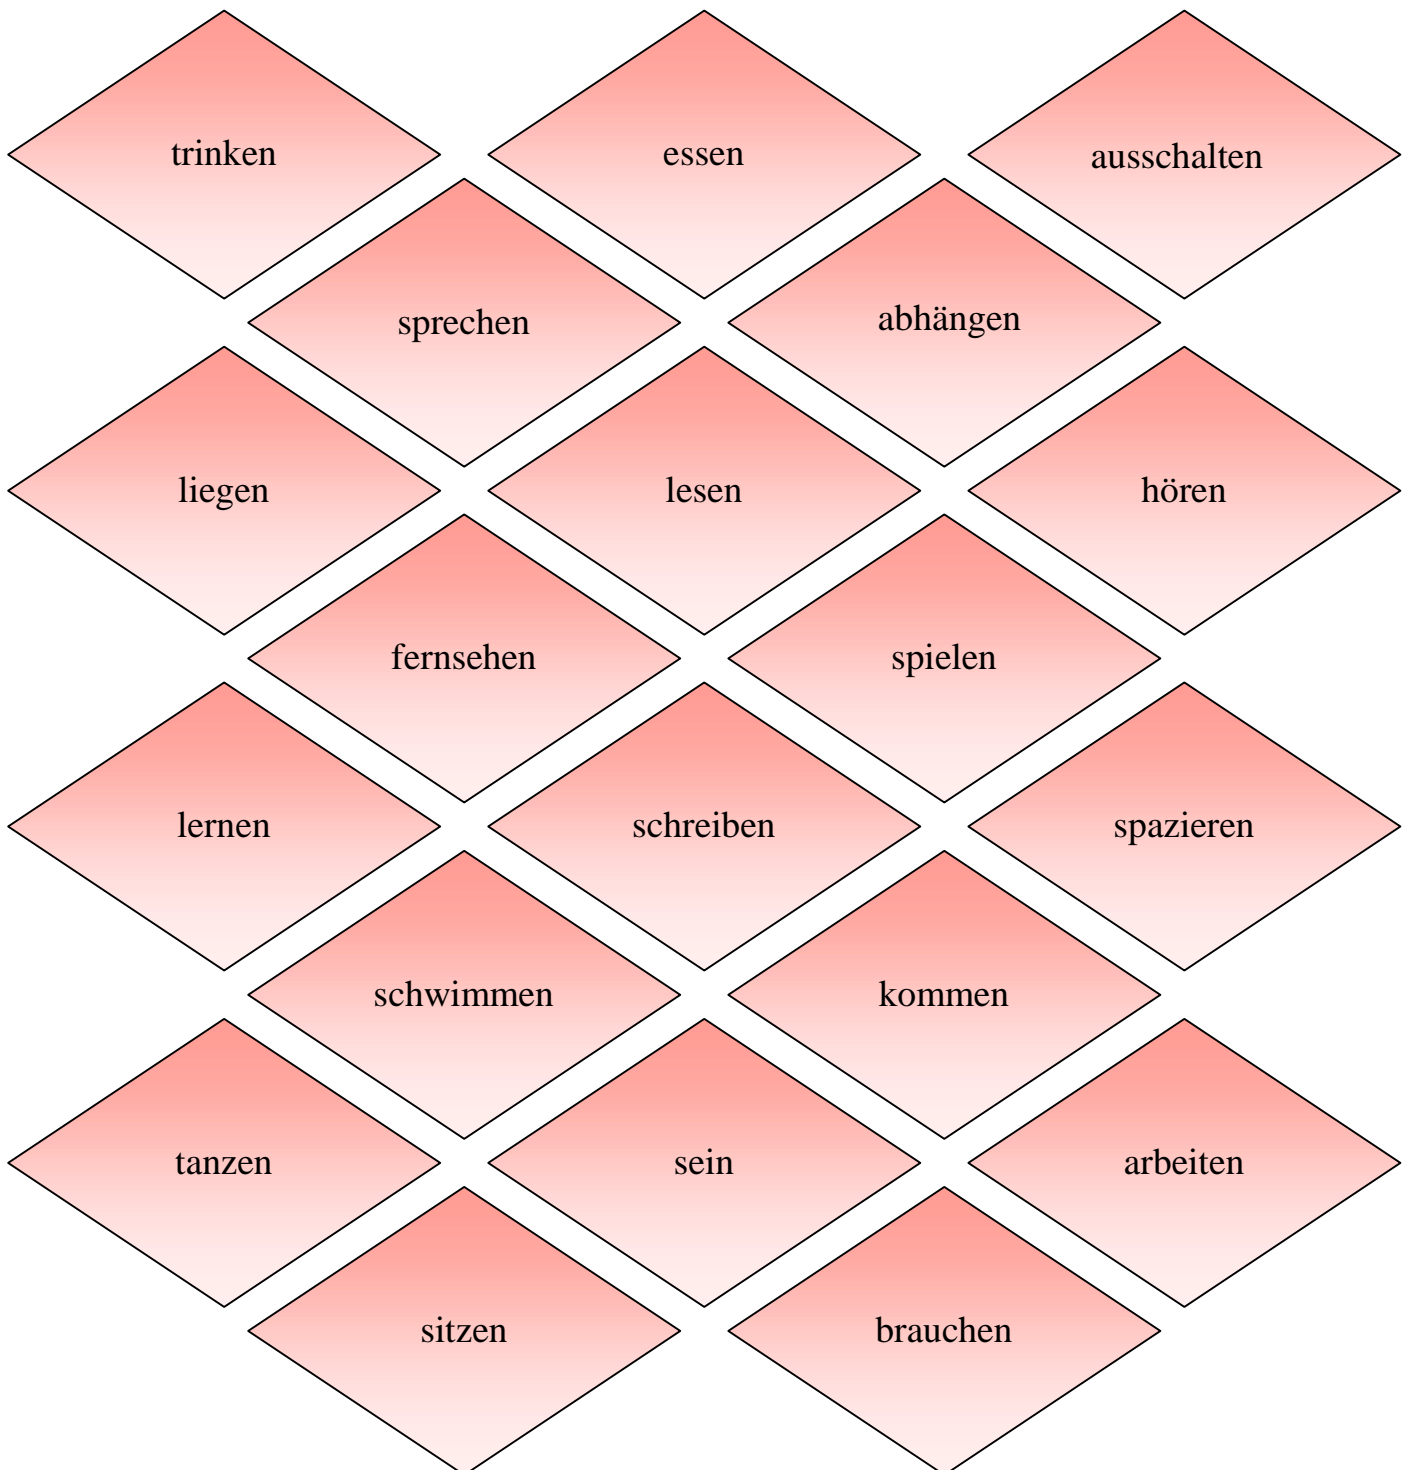 trinken
essen
ausschalten
sprechen
abhängen
liegen
lesen
hören
fernsehen
spielen
lernen
schreiben
spazieren
schwimmen
kommen
tanzen
sein
arbeiten
sitzen
brauchen